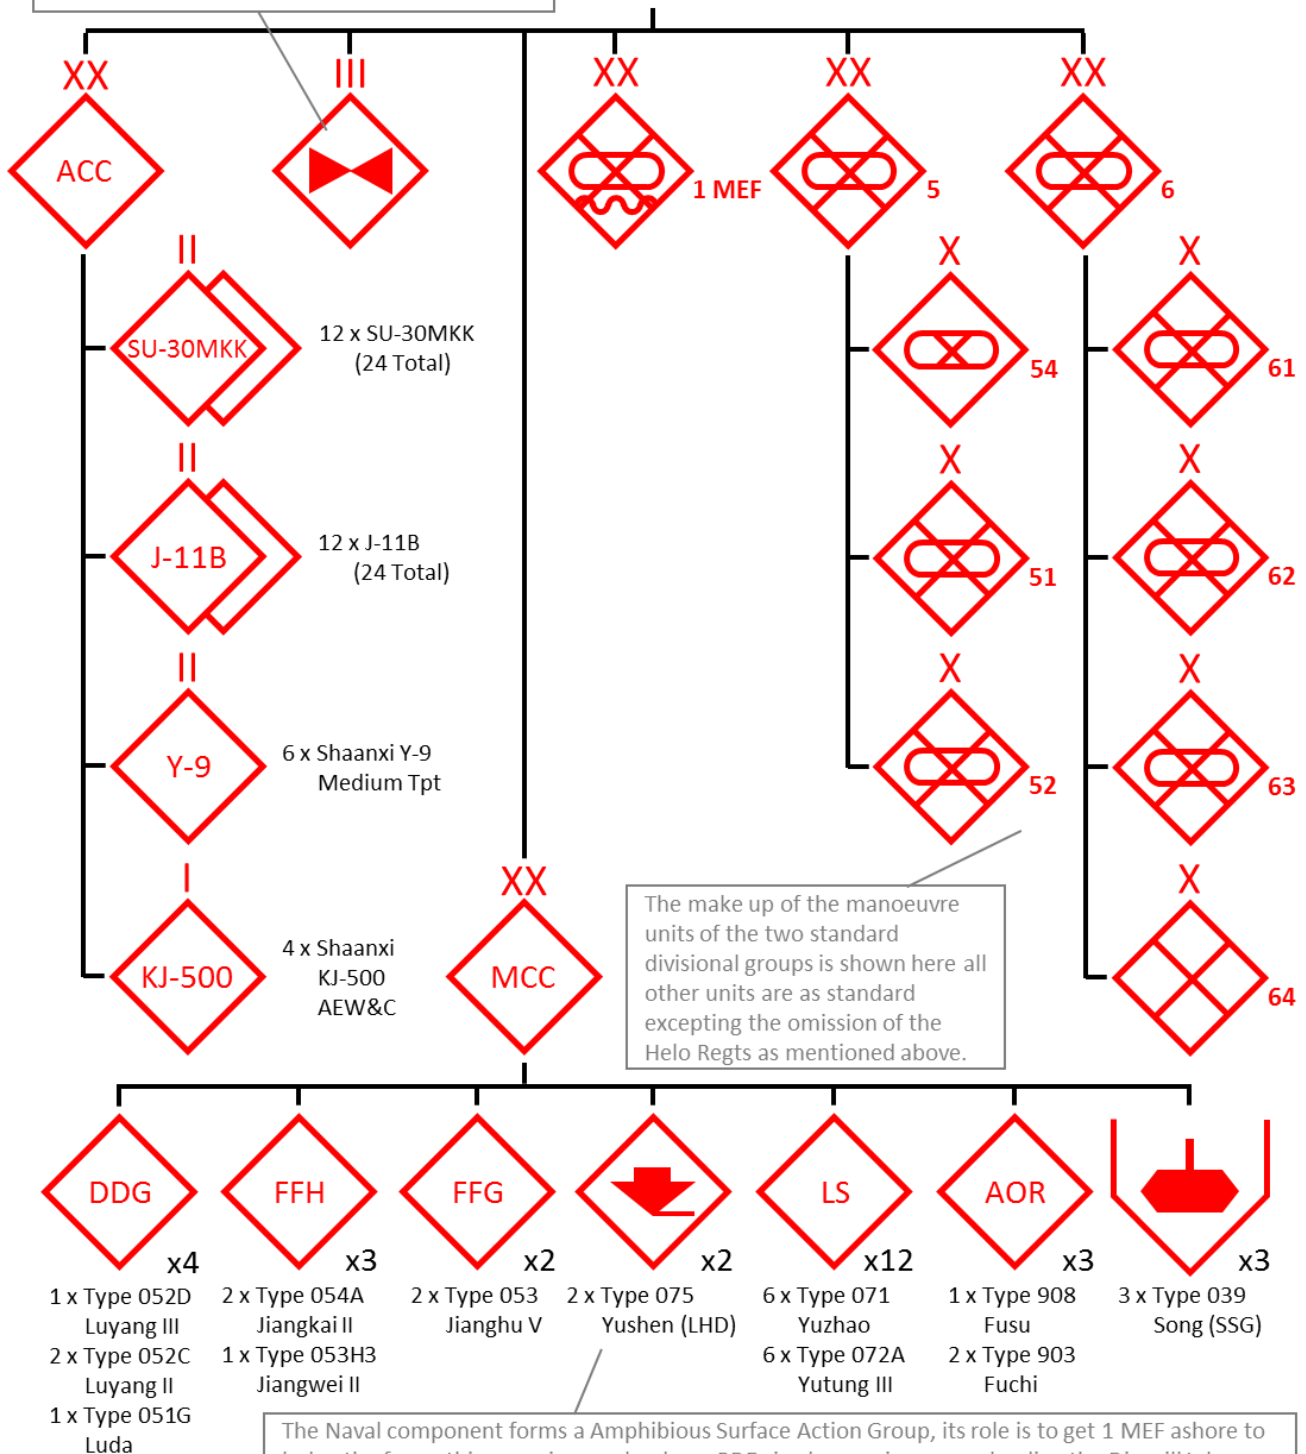 XX
III
XX
XX
XX
ACC
1 MEF
5
6
II
SU-30MKK
12 x SU-30MKK
(24 Total)
II
J-11B
12 x J-11B
(24 Total)
II
Y-9
6 x Shaanxi Y-9
Medium Tpt
I
KJ-500
4 x Shaanxi
KJ-500
AEW&C
XX
MCC
X
54
X
51
X
52
X
61
X
62
X
63
X
64
The make up of the manoeuvre
units of the two standard
divisional groups is shown here all
other units are as standard
excepting the omission of the
Helo Regts as mentioned above.
DDG
x4
1 x Type 052D
Luyang III
2 x Type 052C
Luyang II
1 x Type 051G
Luda
FFH
x3
2 x Type 054A
Jiangkai II
1 x Type 053H3
Jiangwei II
FFG
x2
2 x Type 053
Jianghu V
x2
2 x Type 075
Yushen (LHD)
LS
x12
6 x Type 071
Yuzhao
6 x Type 072A
Yutung III
AOR
x3
1 x Type 908
Fusu
2 x Type 903
Fuchi
x3
3 x Type 039
Song (SSG)
The Naval component forms a Amphibious Surface Action Group, its role is to get 1 MEF ashore to